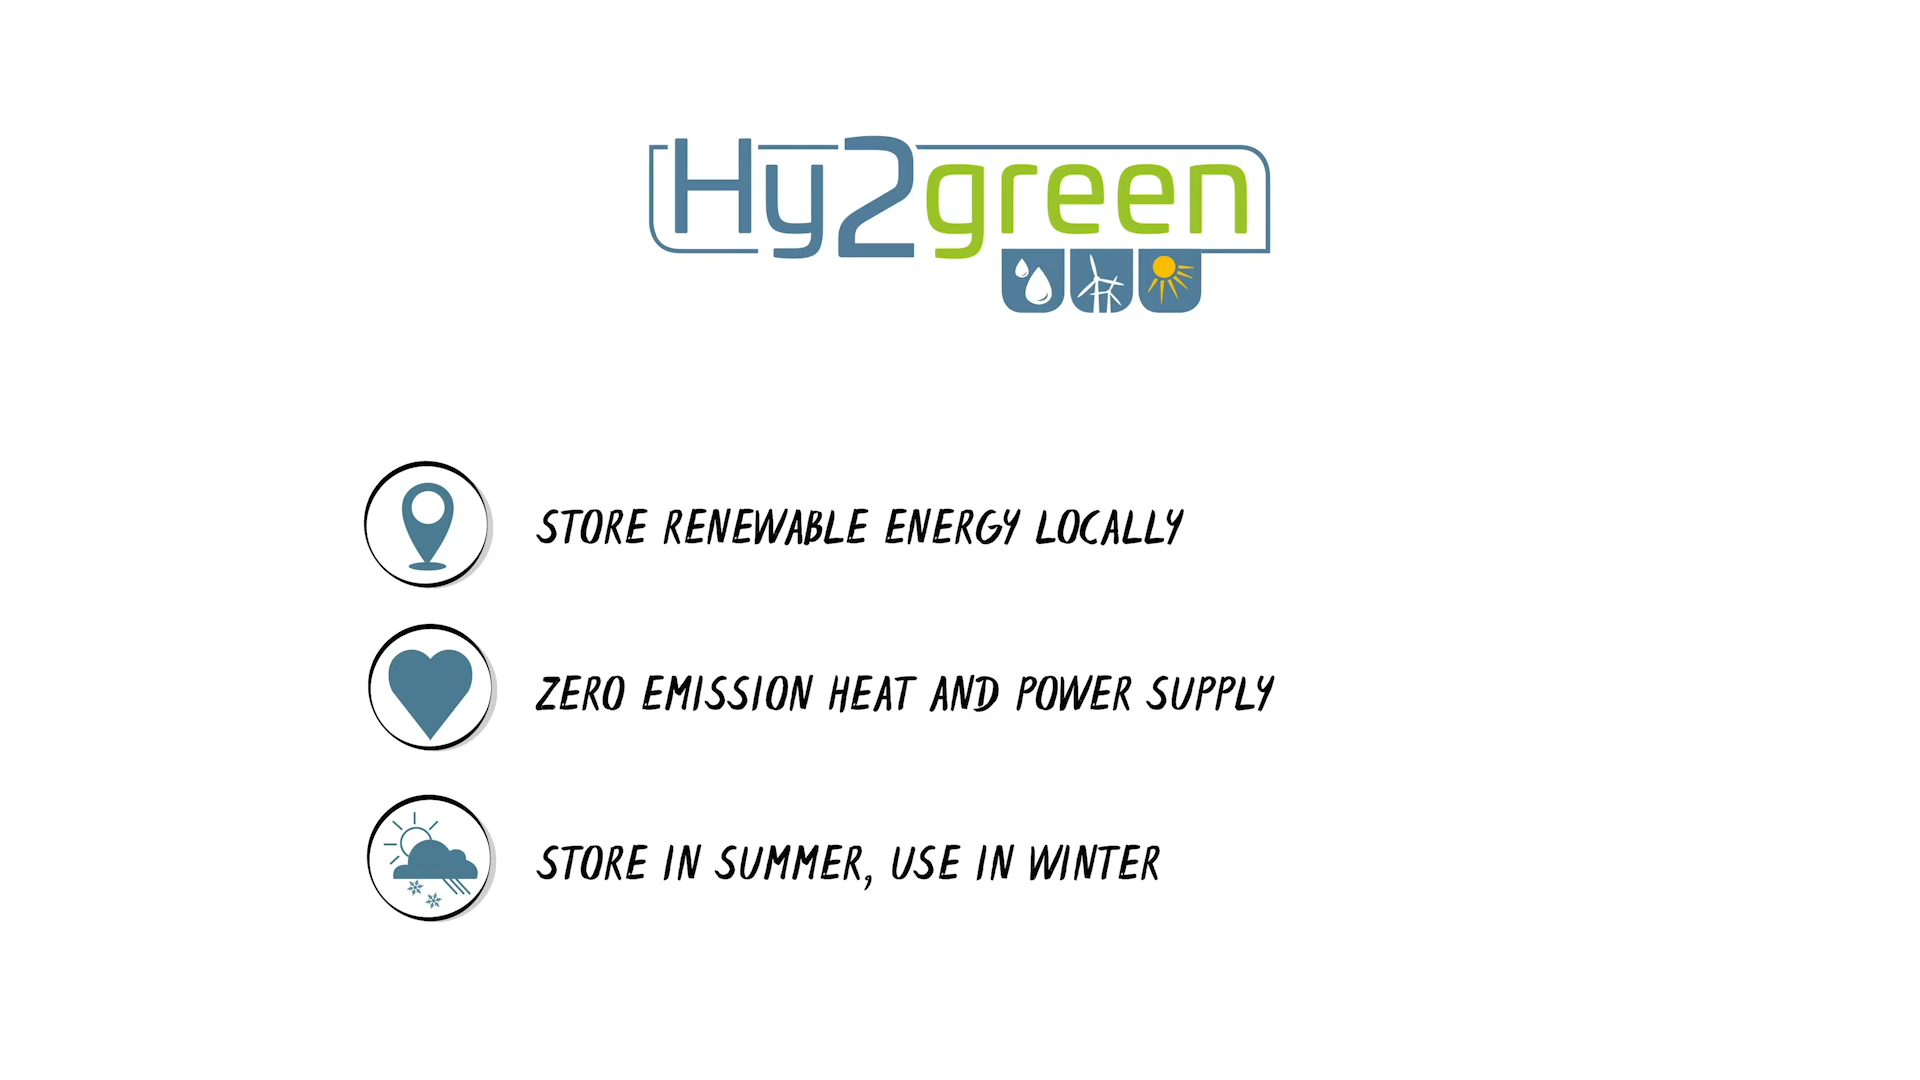 Hy2green
STORE RENEWABLE ENERGY LOCALLY
ZERO EMISSION HEAT AND POWER SUPPLY
STORE IN SUMMER, USE IN WINTER